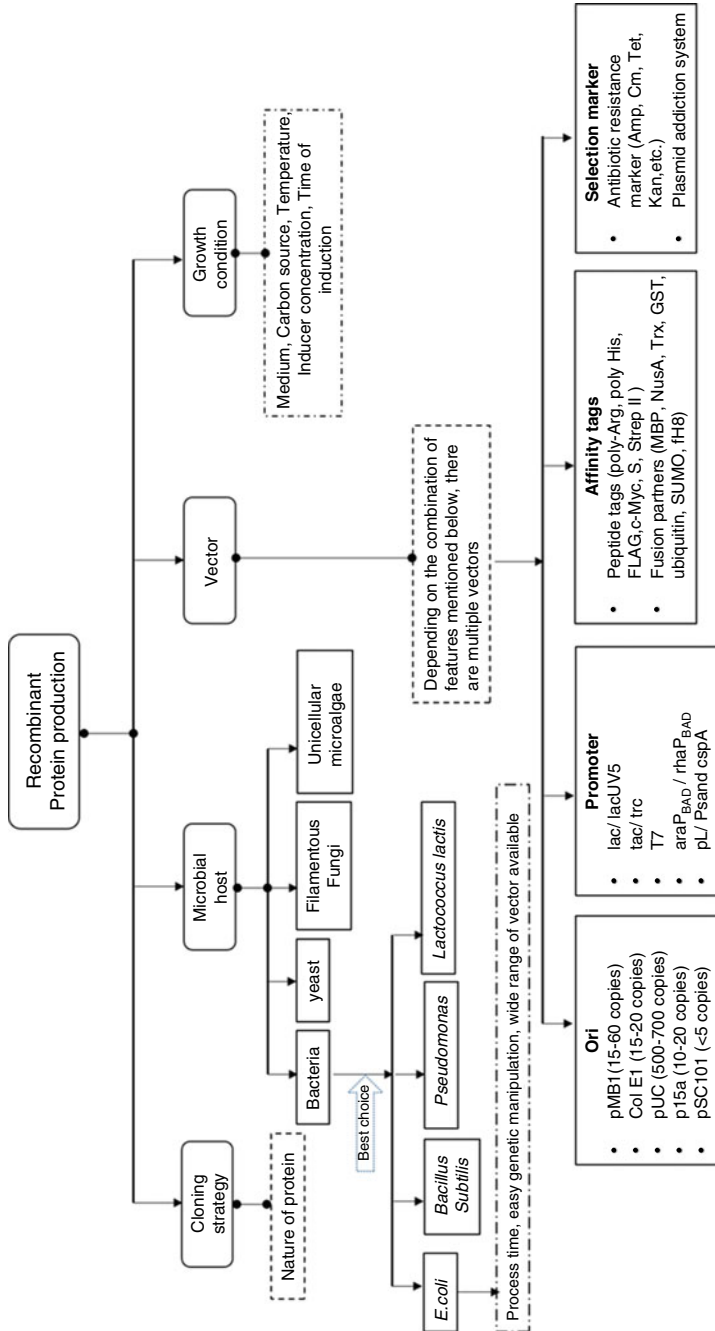 Recombinant
Protein production
Cloning
strategy
Microbial
host
Vector
Growth
condition
Nature of protein
Bacteria
yeast
Filamentous
Fungi
Unicellular
microalgae
Medium, Carbon source, Temperature,
Inducer concentration, Time of
induction
Best choice
E.coli
Bacillus
Subtilis
Pseudomonas
Lactococcus lactis
Depending on the combination of
features mentioned below, there
are multiple vectors
Process time, easy genetic manipulation, wide range of vector available
Ori
• pMB1(15-60 copies)
• Col E1 (15-20 copies)
• pUC (500-700 copies)
• p15a (10-20 copies)
• pSC101 (<5 copies)
Promoter
• lac/ lacUV5
• tac/ trc
• T7
• araPBAD / rhaPBAD
• pL/ Psand cspA
Affinity tags
• Peptide tags (poly-Arg, poly His,
FLAG,c-Myc, S, Strep II )
• Fusion partners (MBP, NusA, Trx, GST,
ubiquitin, SUMO, fH8)
Selection marker
• Antibiotic resistance
marker (Amp, Cm, Tet,
Kan,etc.)
• Plasmid addiction system